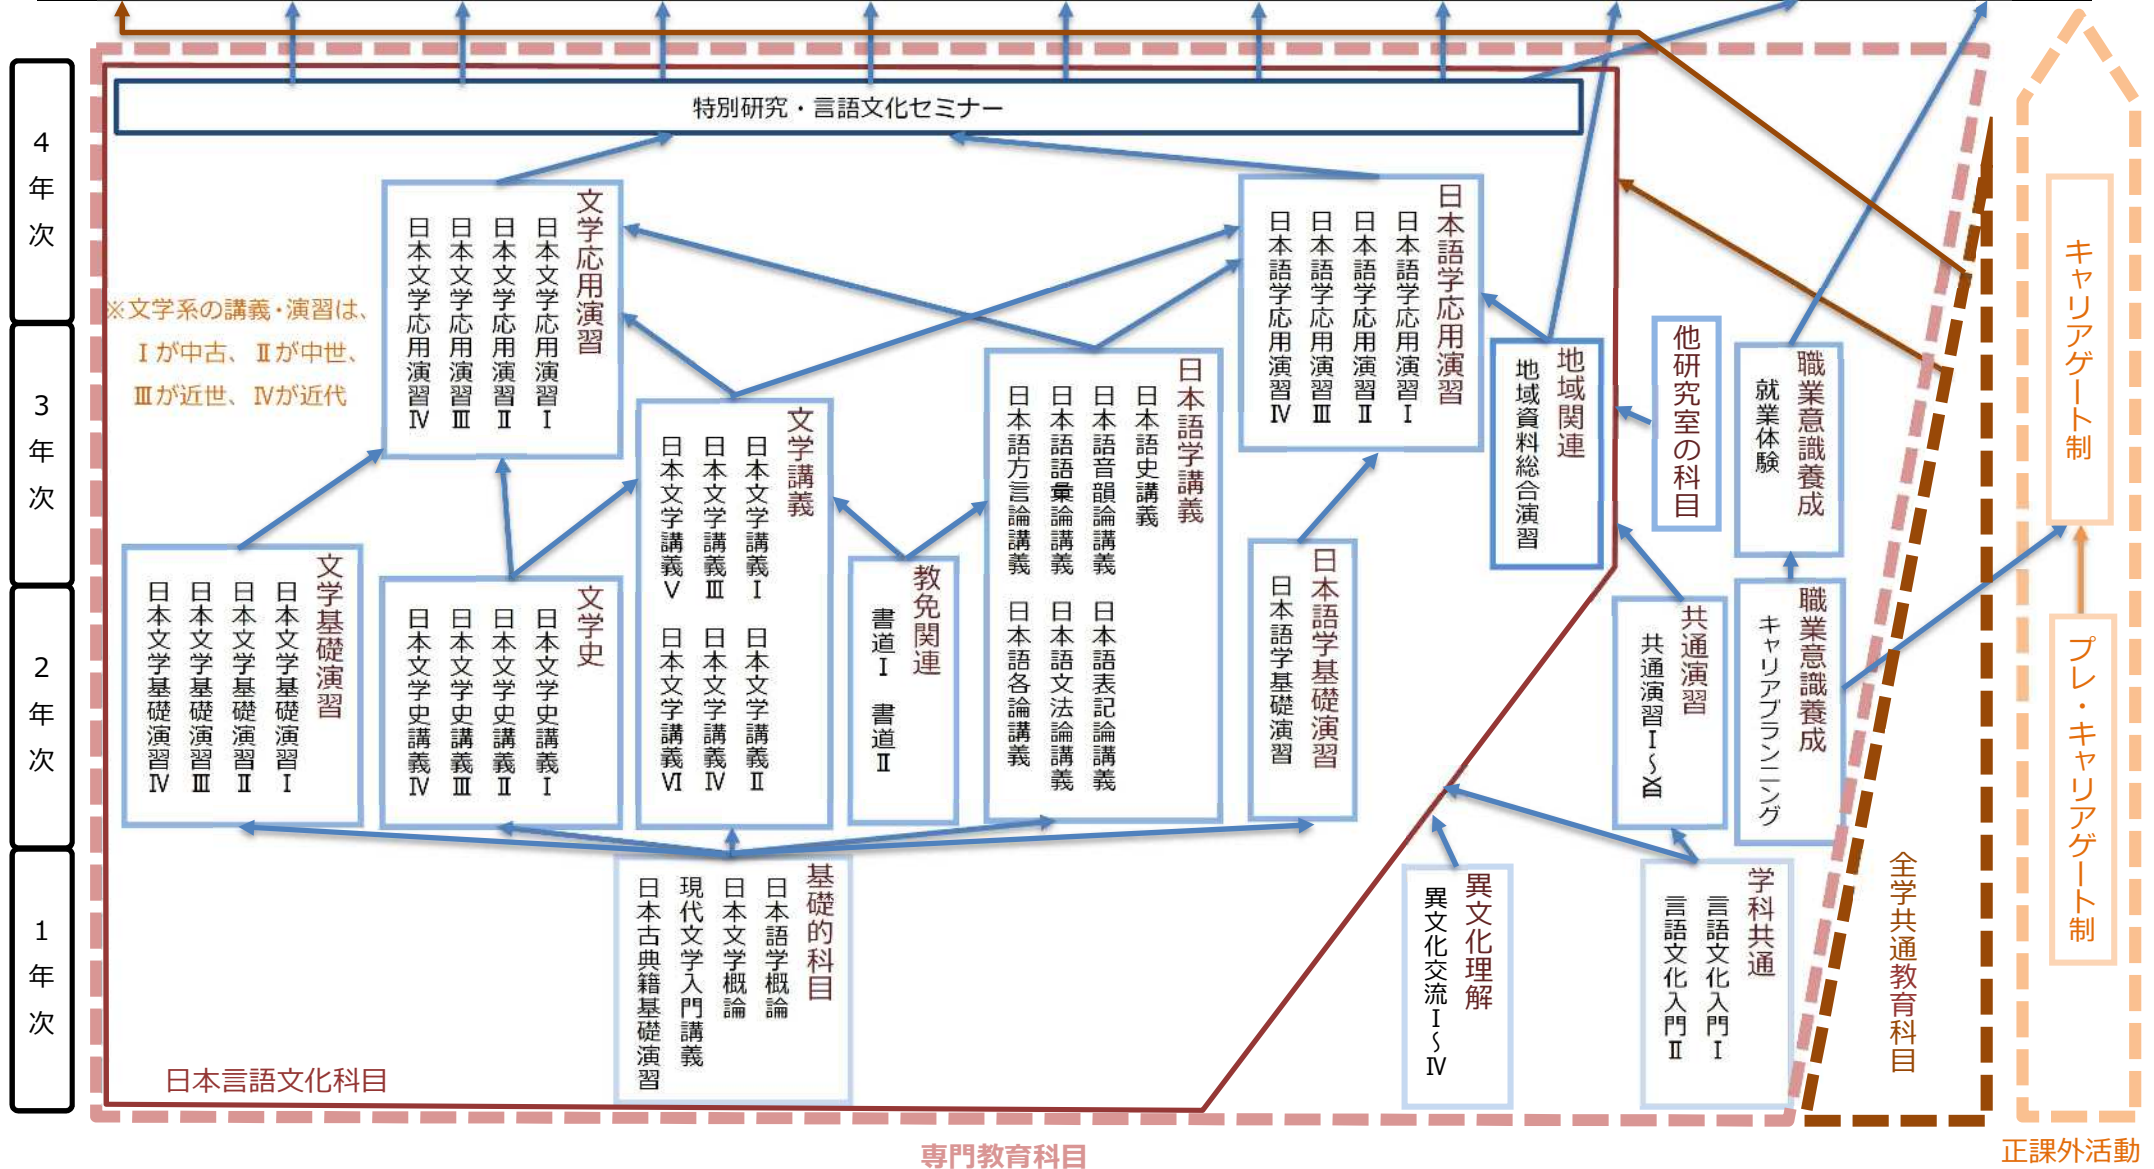 特別研究・言語文化セミナー
4年次
3年次
2年次
1年次
※文学系の講義・演習は、
Ⅰが中古、Ⅱが中世、
Ⅲが近世、Ⅳが近代
文学応用演習
日本文学応用演習Ⅰ
日本文学応用演習Ⅱ
日本文学応用演習Ⅲ
日本文学応用演習Ⅳ
日本語学応用演習
日本語学応用演習Ⅰ
日本語学応用演習Ⅱ
日本語学応用演習Ⅲ
日本語学応用演習Ⅳ
地域関連
地域資料総合演習
他研究室の科目
職業意識養成
就業体験
キャリアゲート制
文学講義
日本文学講義Ⅰ 日本文学講義Ⅱ
日本文学講義Ⅲ 日本文学講義Ⅳ
日本文学講義Ⅴ 日本文学講義Ⅵ
日本語学講義
日本語史講義
日本語音韻論講義 日本語表記論講義
日本語語彙論講義 日本語文法論講義
日本語方言論講義 日本語各論講義
文学基礎演習
日本文学基礎演習Ⅰ
日本文学基礎演習Ⅱ
日本文学基礎演習Ⅲ
日本文学基礎演習Ⅳ
文学史
日本文学史講義Ⅰ
日本文学史講義Ⅱ
日本文学史講義Ⅲ
日本文学史講義Ⅳ
教免関連
書道Ⅰ 書道Ⅱ
日本語学基礎演習
日本語学基礎演習
共通演習
職業意識養成
キャリアプランニング
プレ・キャリアゲート制
基礎的科目
日本語学概論
日本文学概論
現代文学入門講義
日本古典籍基礎演習
異文化理解
異文化交流Ⅰ～Ⅳ
学科共通
言語文化入門Ⅰ
言語文化入門Ⅱ
全学共通教育科目
日本言語文化科目
専門教育科目
正課外活動